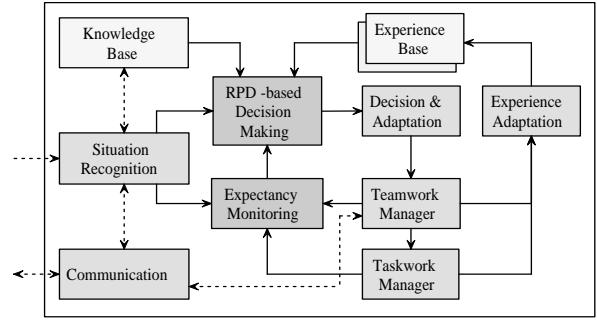 Knowledge
Base
Experience
Base
RPD -based
Decision
Making
Decision &
Adaptation
Experience
Adaptation
Situation
Recognition
Expectancy
Monitoring
Teamwork
Manager
Communication
Taskwork
Manager